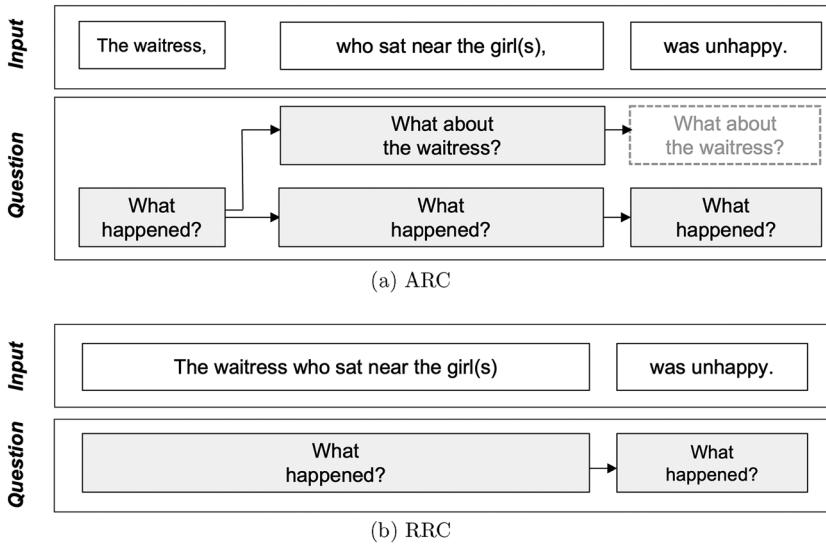 Input
The waitress,
who sat near the girl(s),
was unhappy.
Question
What about
the waitress?
What about
the waitress?
What
happened?
What
happened?
What
happened?
(a) ARC
Input
The waitress who sat near the girl(s)
was unhappy.
Question
What
happened?
What
happened?
(b) RRC